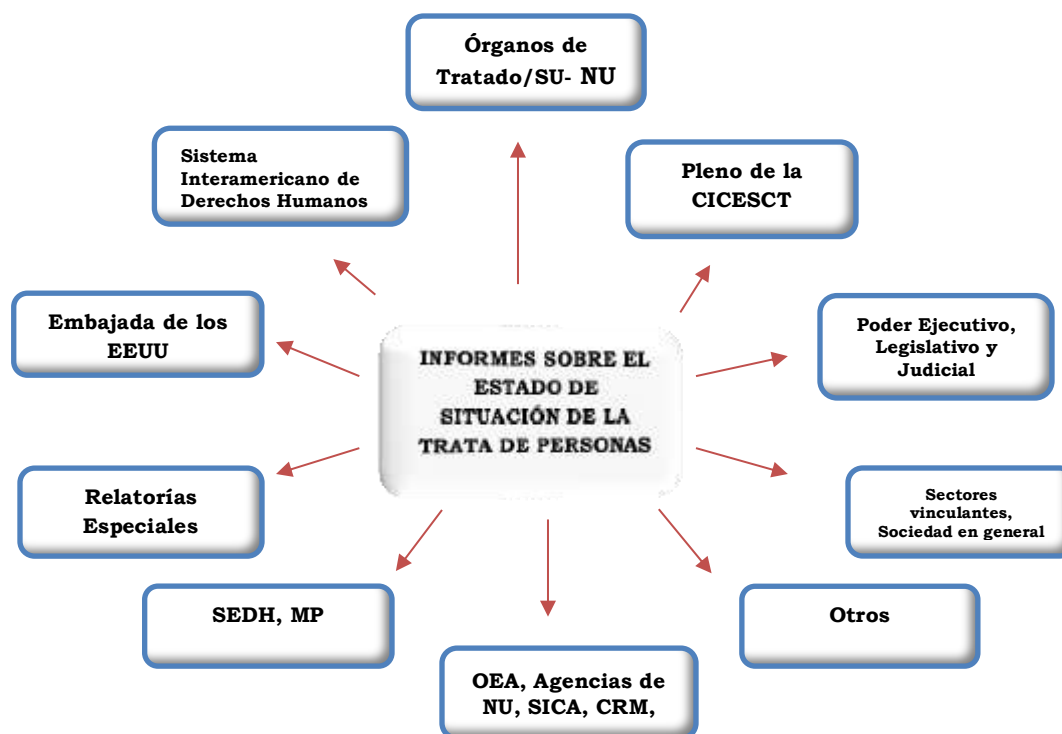 Órganos de
Tratado/SU- NU
Sistema
Interamericano de
Derechos Humanos
Pleno de la
CICESCT
Embajada de los
EEUU
Poder Ejecutivo,
Legislativo y
Judicial
INFORMES SOBRE EL
ESTADO DE
SITUACIÓN DE LA
TRATA DE PERSONAS
Relatorías
Especiales
Sectores
vinculantes,
Sociedad en general
SEDH, MP
Otros
OEA, Agencias de
NU, SICA, CRM,